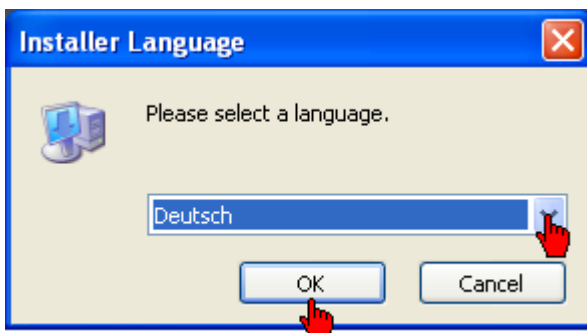 Installer Language
Please select a language.
Deutsch
OK
Cancel